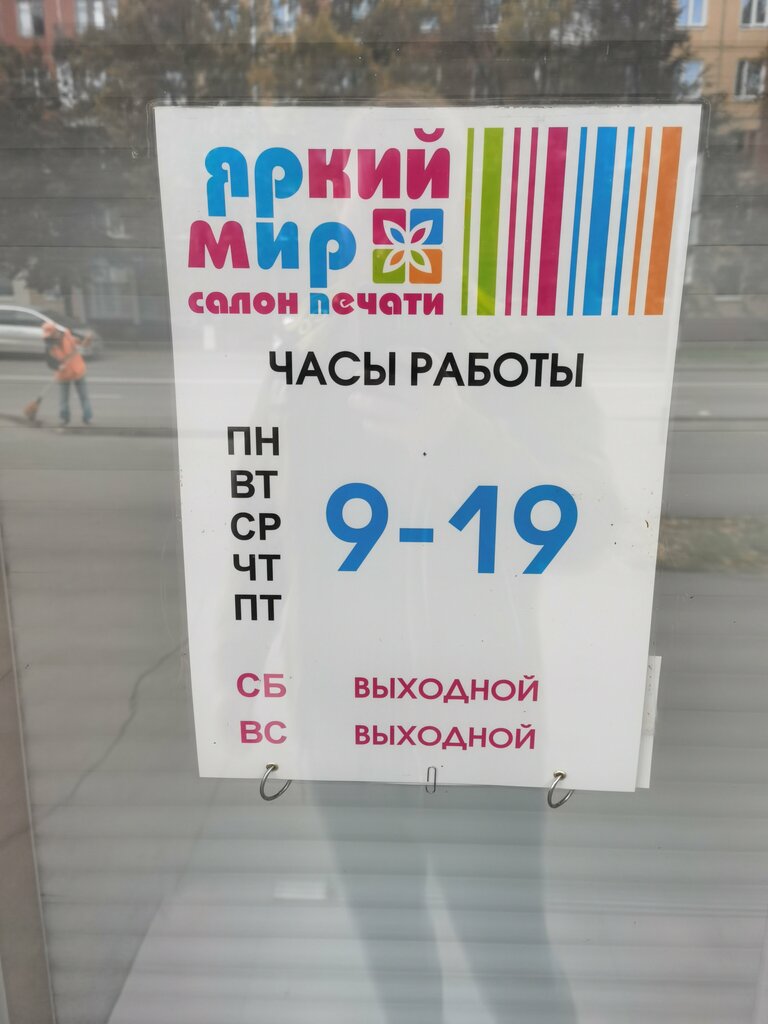 яркий
мир
салон печати
ЧАСЫ РАБОТЫ
ПН
ВТ
СР 9-19
ЧТ
ПТ
СБ ВЫХОДНОЙ
ВС ВЫХОДНОЙ